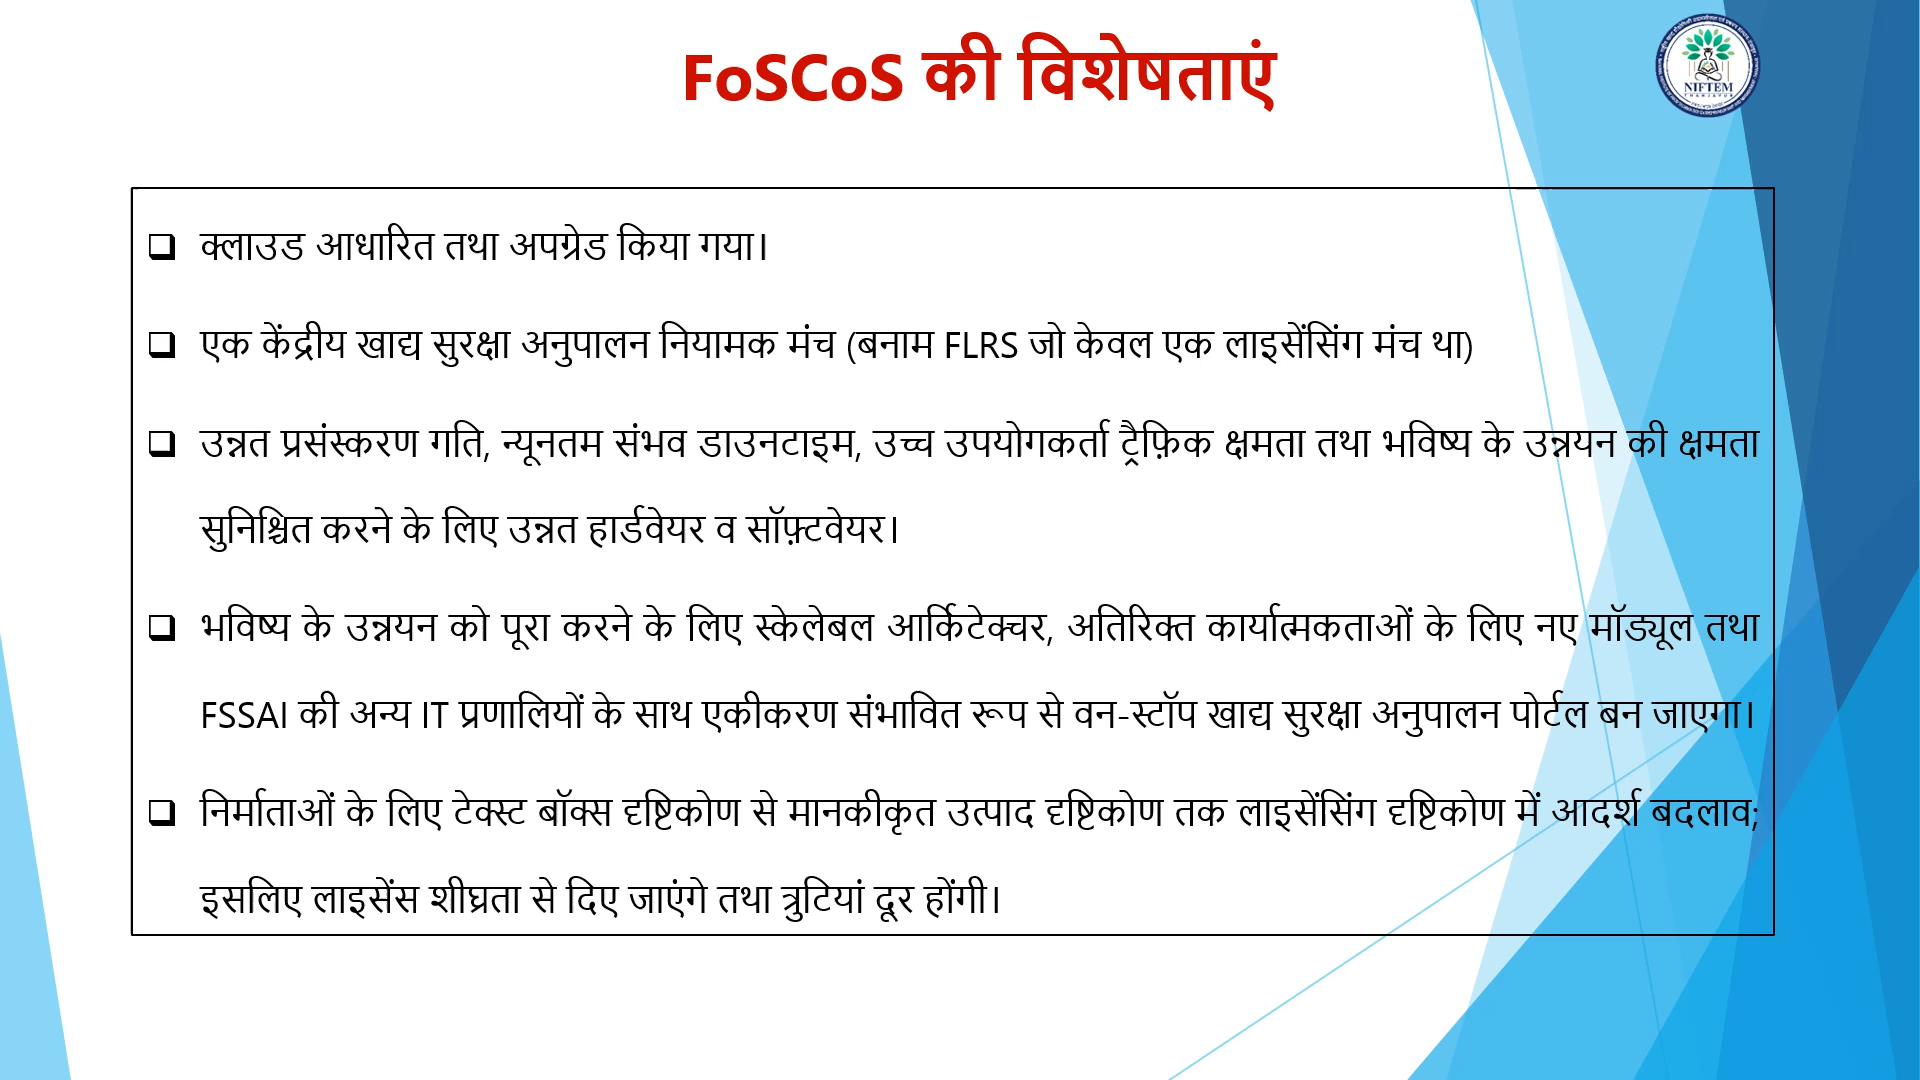 FoSCoS की विशेषताएं
NIFTEM
THANJAVUR
❑ क्लाउड आधारित तथा अपग्रेड किया गया।
❑ एक केंद्रीय खाद्य सुरक्षा अनुपालन नियामक मंच (बनाम FLRS जो केवल एक लाइसेंसिंग मंच था)
❑ उन्नत प्रसंस्करण गति, न्यूनतम संभव डाउनटाइम, उच्च उपयोगकर्ता ट्रैफ़िक क्षमता तथा भविष्य के उन्नयन की क्षमता
सुनिश्चित करने के लिए उन्नत हार्डवेयर व सॉफ़्टवेयर।
❑ भविष्य के उन्नयन को पूरा करने के लिए स्केलेबल आर्किटेक्चर, अतिरिक्त कार्यात्मकताओं के लिए नए मॉड्यूल तथा
FSSAI की अन्य IT प्रणालियों के साथ एकीकरण संभावित रूप से वन-स्टॉप खाद्य सुरक्षा अनुपालन पोर्टल बन जाएगा।
❑ निर्माताओं के लिए टेक्स्ट बॉक्स दृष्टिकोण से मानकीकृत उत्पाद दृष्टिकोण तक लाइसेंसिंग दृष्टिकोण में आदर्श बदलाव;
इसलिए लाइसेंस शीघ्रता से दिए जाएंगे तथा त्रुटियां दूर होंगी।